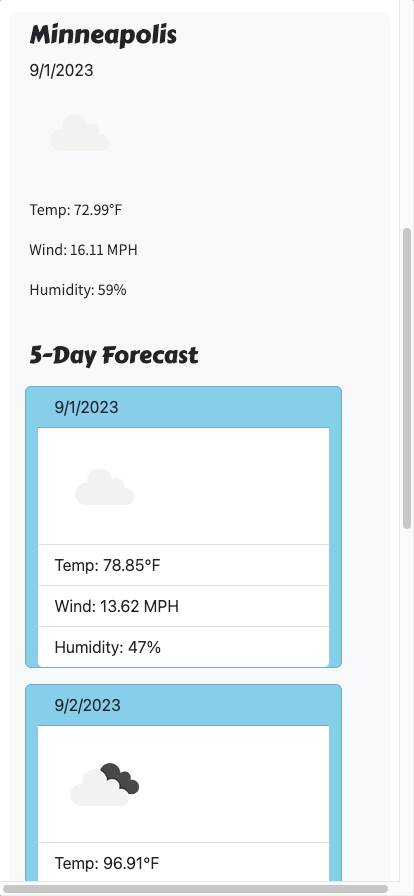 Minneapolis
9/1/2023
Temp: 72.99°F
Wind: 16.11 MPH
Humidity: 59%
5-Day Forecast
9/1/2023
Temp: 78.85°F
Wind: 13.62 MPH
Humidity: 47%
9/2/2023
Temp: 96.91°F